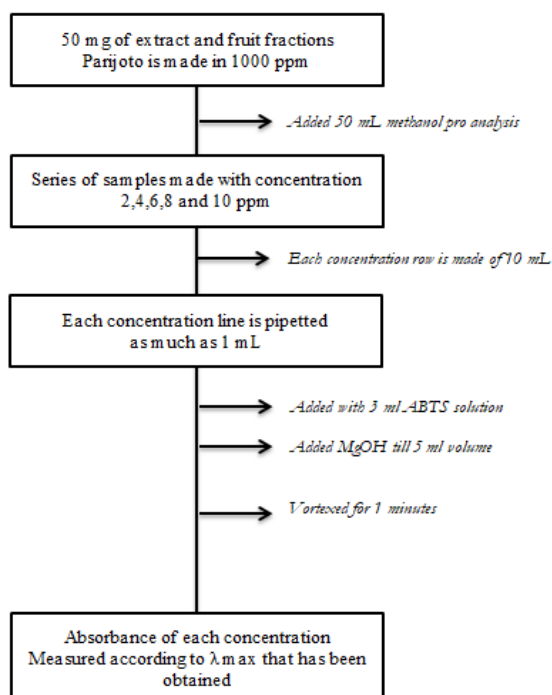 50 mg of extract and fruit fractions
Parijoto is made in 1000 ppm
Added 50 mL methanol pro analysis
Series of samples made with concentration
2,4,6,8 and 10 ppm
Each concentration row is made of 10 mL
Each concentration line is pipetted
as much as 1 mL
Added with 3 ml ABTS solution
Added MgOH till 5 ml volume
Vortexed for 1 minutes
Absorbance of each concentration
Measured according to λ max that has been
obtained